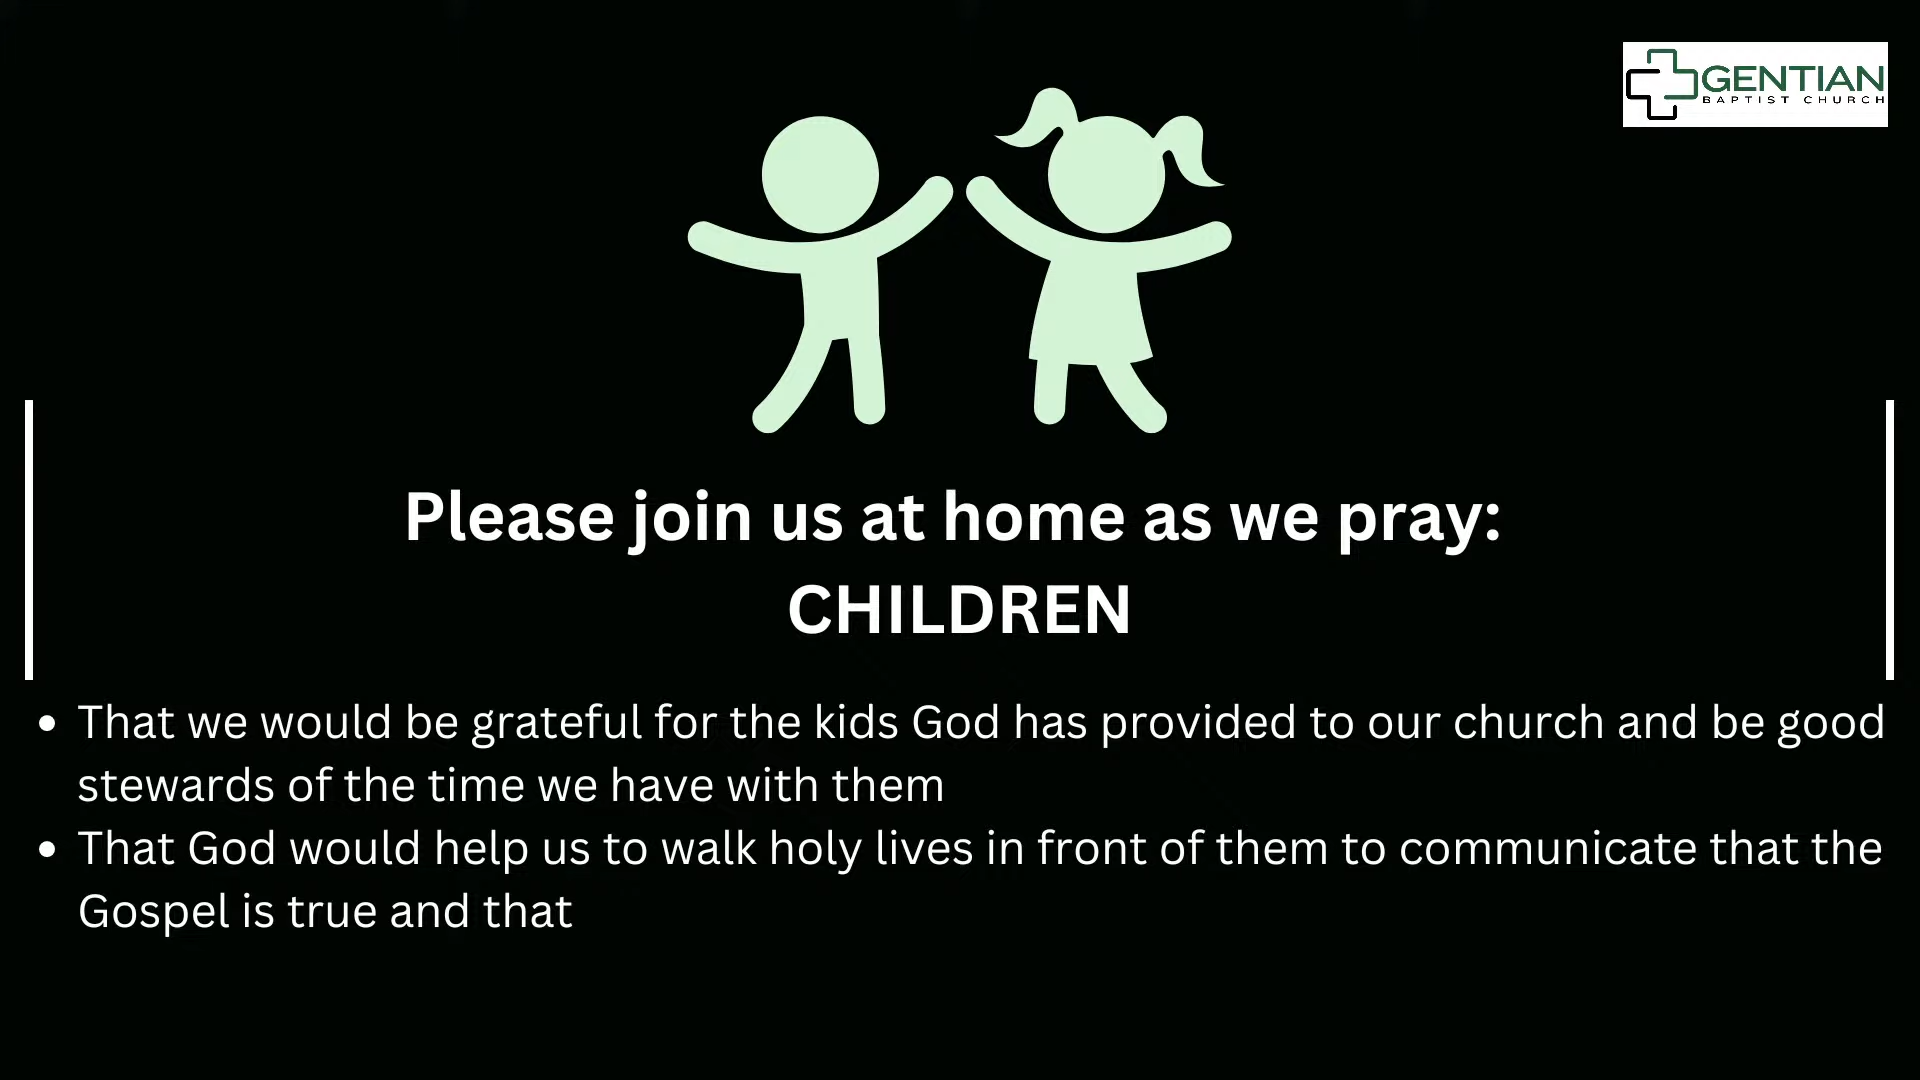 GENTIAN
BAPTIST CHURCH
Please join us at home as we pray:
CHILDREN
• That we would be grateful for the kids God has provided to our church and be good
stewards of the time we have with them
• That God would help us to walk holy lives in front of them to communicate that the
Gospel is true and that